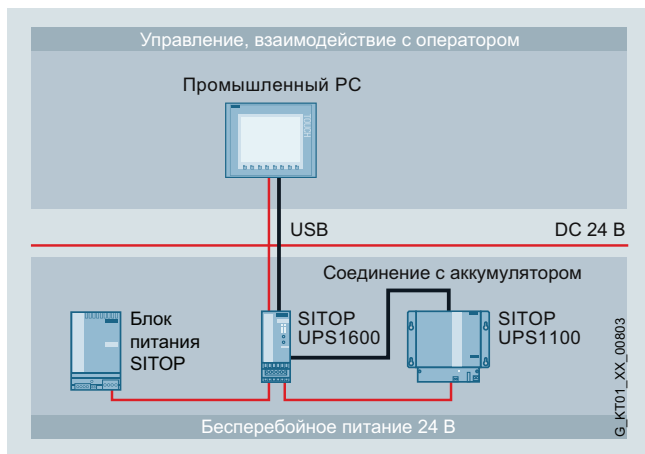 Управление, взаимодействие с оператором
Промышленный PC
USB
DC 24 В
Соединение с аккумулятором
Блок
питания
SITOP
SITOP
UPS1600
SITOP
UPS1100
G_KT01_XX_00803
Бесперебойное питание 24 В